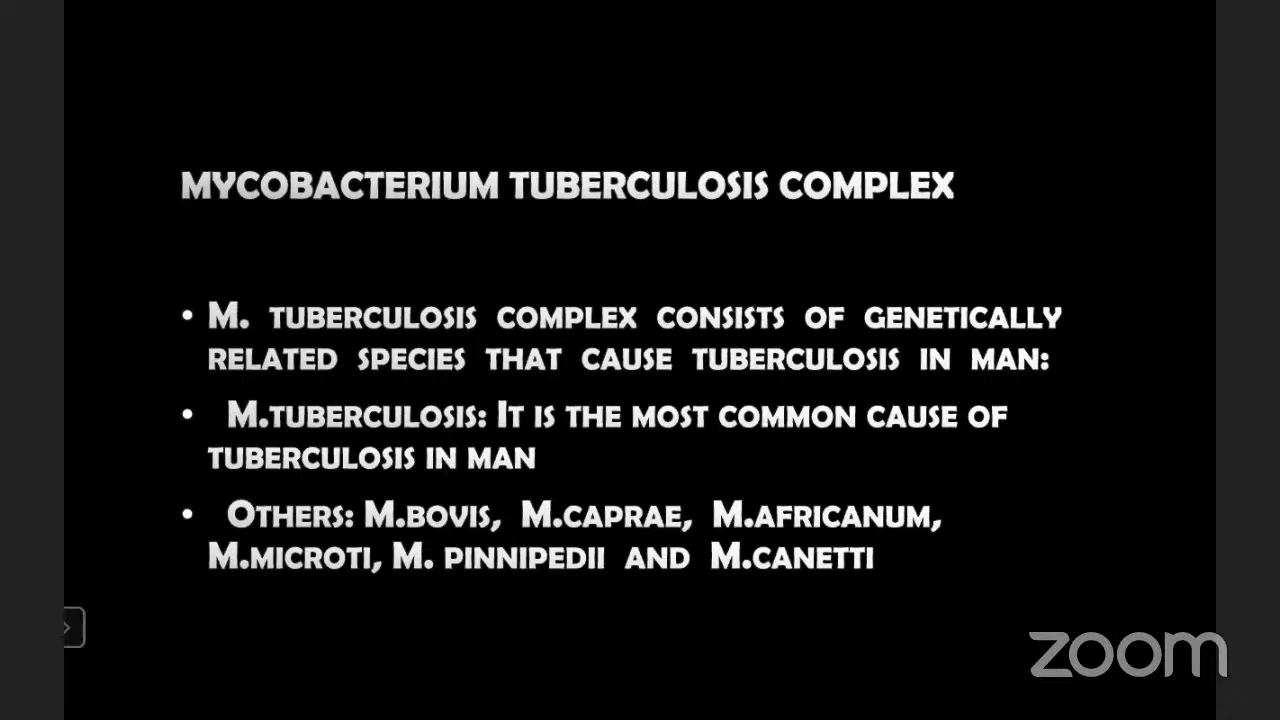 MYCOBACTERIUM TUBERCULOSIS COMPLEX
• M. TUBERCULOSIS COMPLEX CONSISTS OF GENETICALLY
RELATED SPECIES THAT CAUSE TUBERCULOSIS IN MAN:
• M.TUBERCULOSIS: IT IS THE MOST COMMON CAUSE OF
TUBERCULOSIS IN MAN
• OTHERS: M.BOVIS, M.CAPRAE, M.AFRICANUM,
M.MICROTI, M. PINNIPEDII AND M.CANETTI
zoom